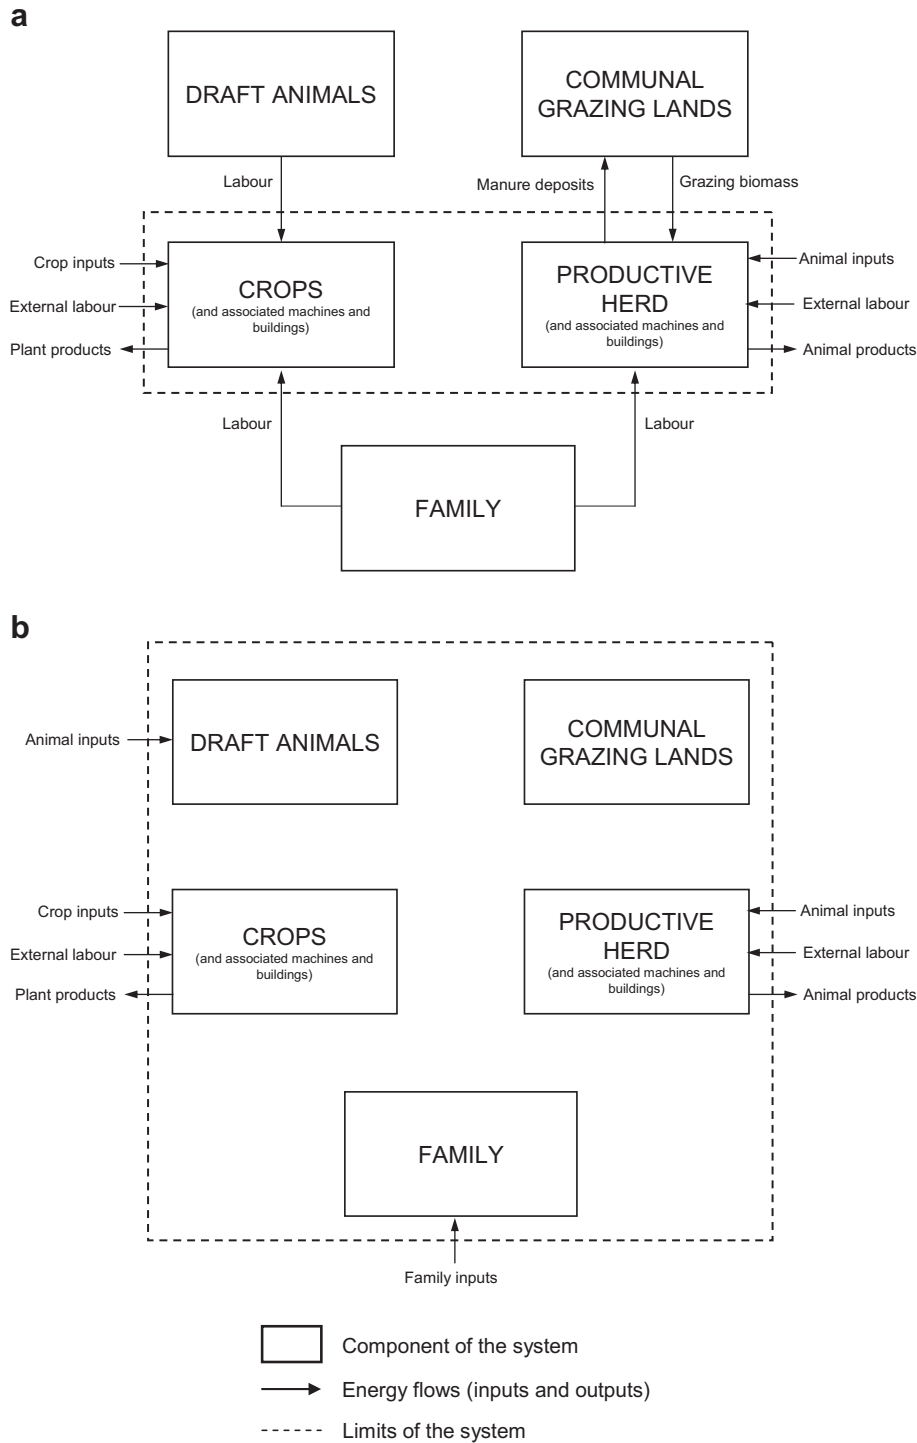 a
DRAFT ANIMALS
COMMUNAL
GRAZING LANDS
Labour
Manure deposits
Grazing biomass
Crop inputs
External labour
Plant products
CROPS
(and associated machines and
buildings)
PRODUCTIVE
HERD
(and associated machines and
buildings)
Animal inputs
External labour
Animal products
Labour
Labour
FAMILY
b
Animal inputs
DRAFT ANIMALS
COMMUNAL
GRAZING LANDS
Crop inputs
External labour
Plant products
CROPS
(and associated machines and
buildings)
PRODUCTIVE
HERD
(and associated machines and
buildings)
Animal inputs
External labour
Animal products
FAMILY
Family inputs
Component of the system
Energy flows (inputs and outputs)
Limits of the system